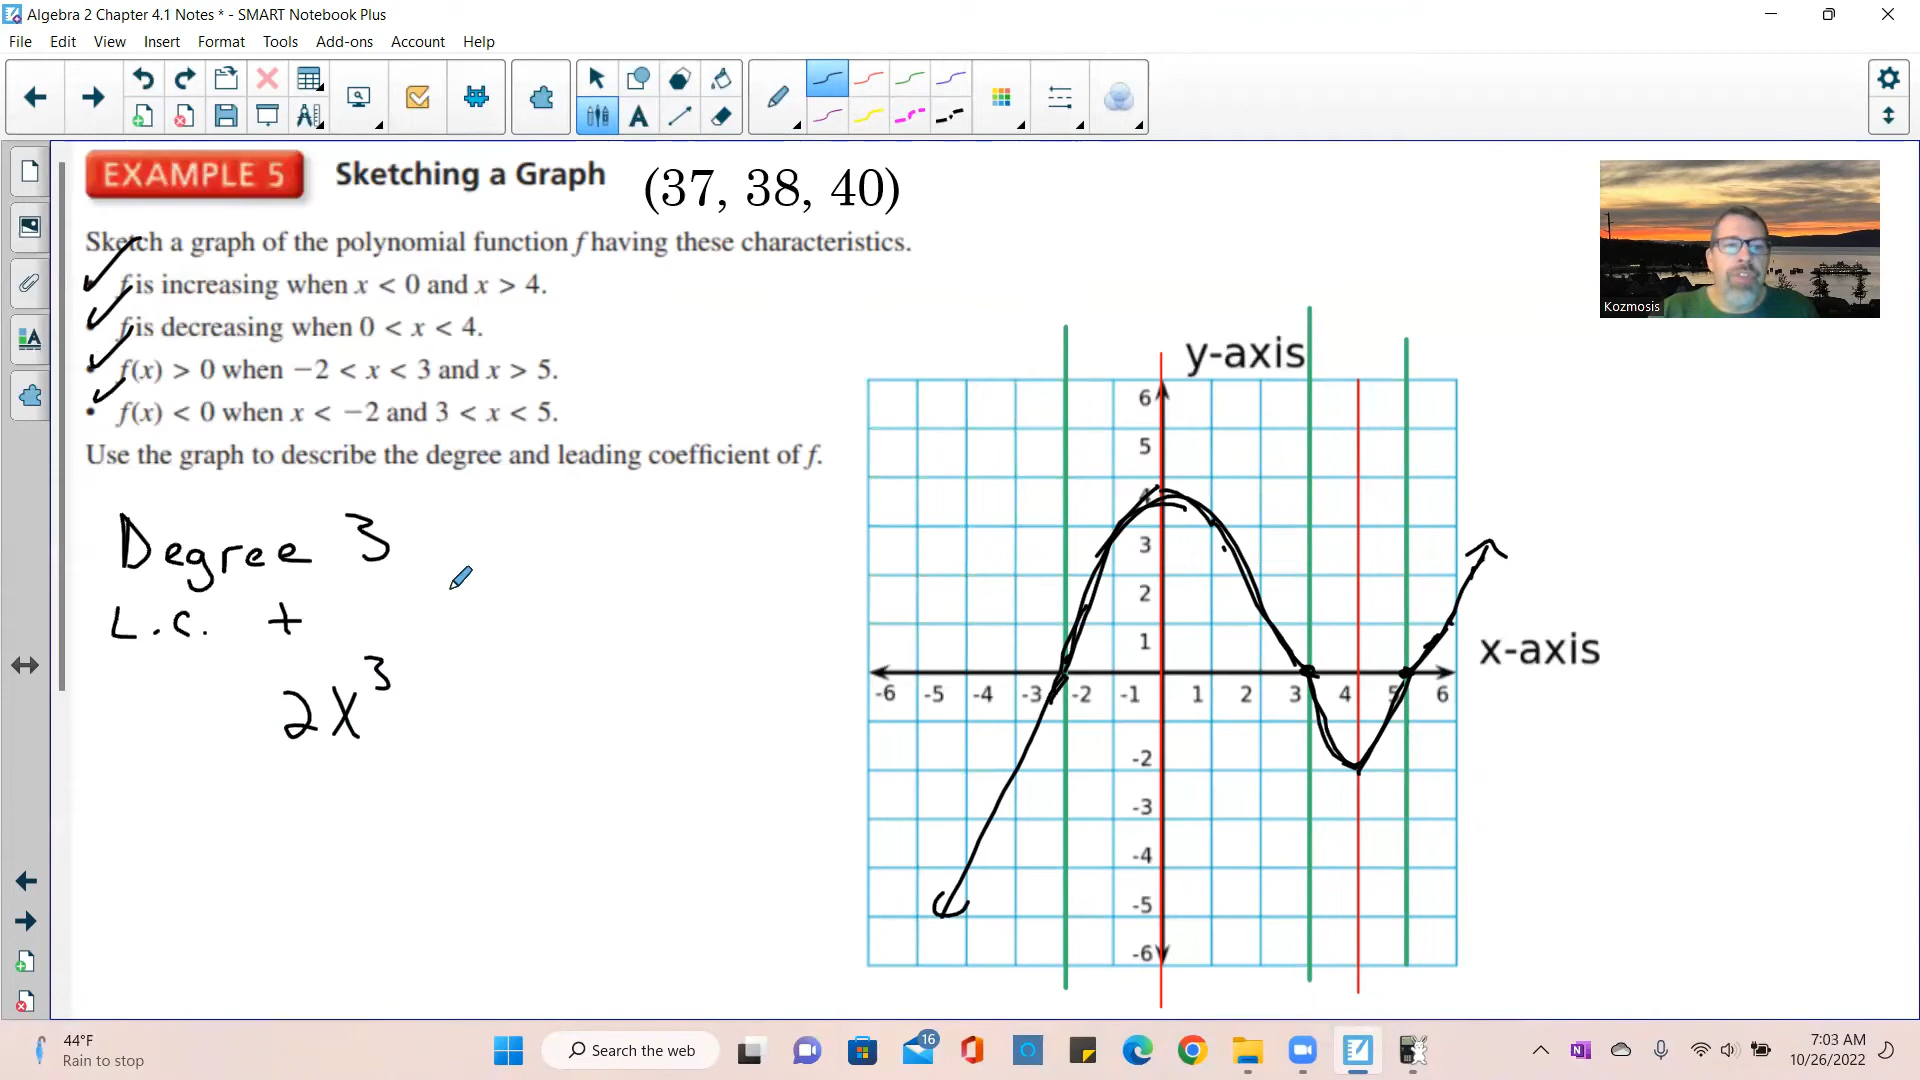 Algebra 2 Chapter 4.1 Notes * - SMART Notebook Plus
File Edit View Insert Format Tools Add-ons Account Help
EXAMPLE 5 Sketching a Graph (37, 38, 40)
Sketch a graph of the polynomial function f having these characteristics.
f is increasing when x < 0 and x > 4.
f is decreasing when 0 < x < 4.
f(x) > 0 when −2 < x < 3 and x > 5.
• f(x) < 0 when x < −2 and 3 < x < 5.
Use the graph to describe the degree and leading coefficient of f.
Degree 3
L.C. +
2x³
Kozmosis
y-axis
6
5
4
3
2
1
x-axis
-6 -5 -4 -3 -2 -1 1 2 3 4 5 6
-2
-3
-4
-5
-6
44°F
Rain to stop
Search the web
16
7:03 AM
10/26/2022